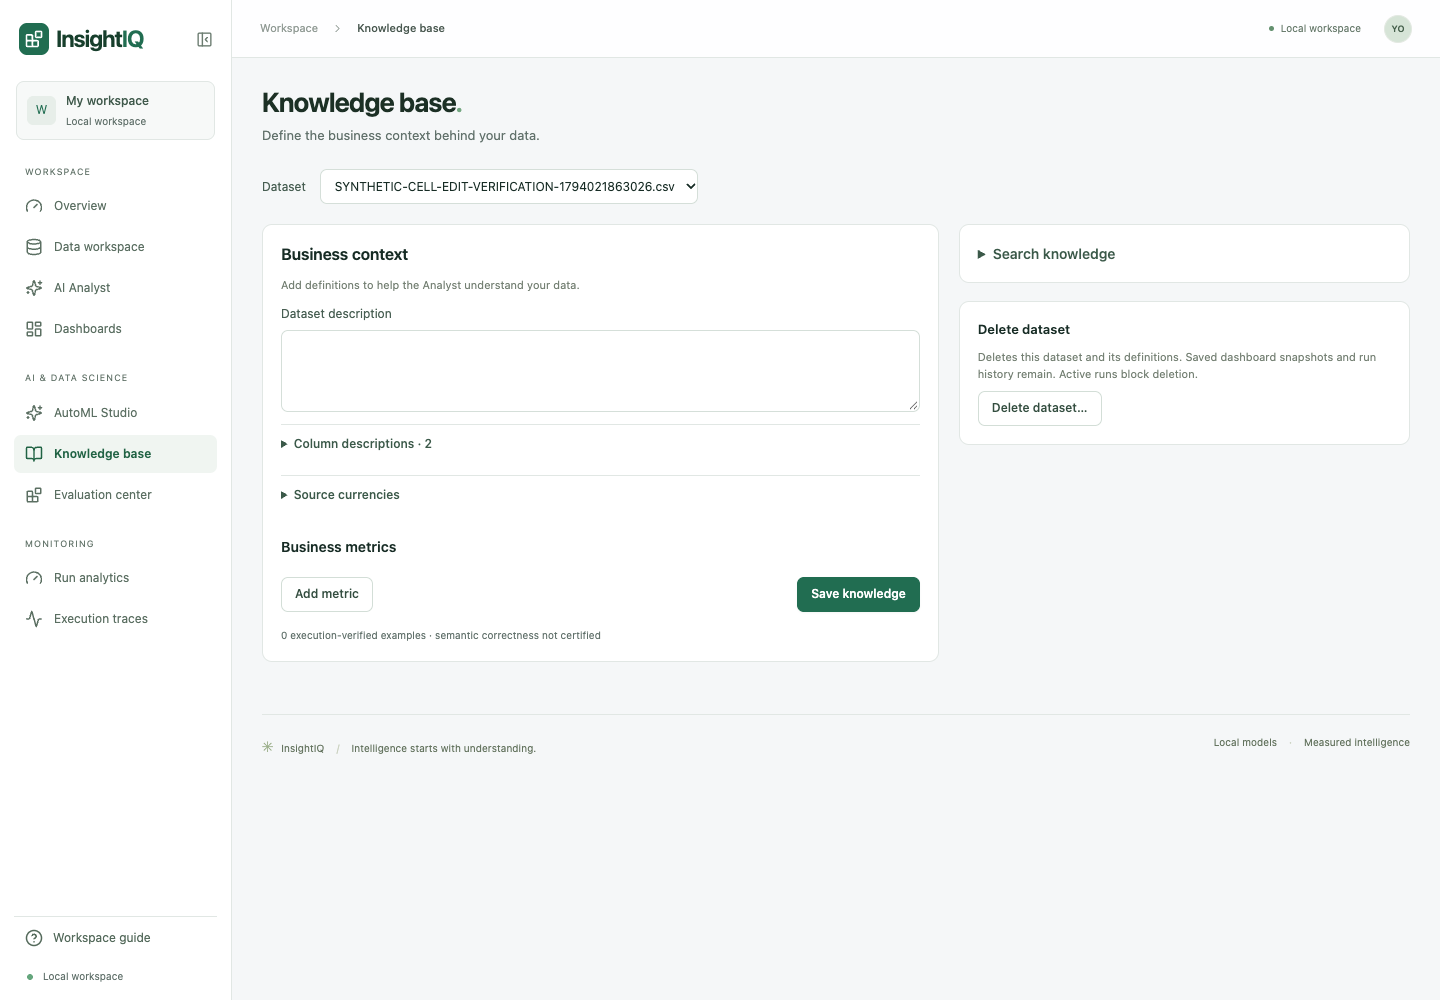 InsightIQ
W
My workspace
Local workspace
WORKSPACE
Overview
Data workspace
AI Analyst
Dashboards
AI & DATA SCIENCE
AutoML Studio
Knowledge base
Evaluation center
MONITORING
Run analytics
Execution traces
Workspace guide
Local workspace
Workspace > Knowledge base
Local workspace
YO
Knowledge base.
Define the business context behind your data.
Dataset
SYNTHETIC-CELL-EDIT-VERIFICATION-1794021863026.csv
Business context
Add definitions to help the Analyst understand your data.
Dataset description
Column descriptions · 2
Source currencies
Business metrics
Add metric
Save knowledge
0 execution-verified examples · semantic correctness not certified
Search knowledge
Delete dataset
Deletes this dataset and its definitions. Saved dashboard snapshots and run
history remain. Active runs block deletion.
Delete dataset...
InsightIQ / Intelligence starts with understanding.
Local models · Measured intelligence